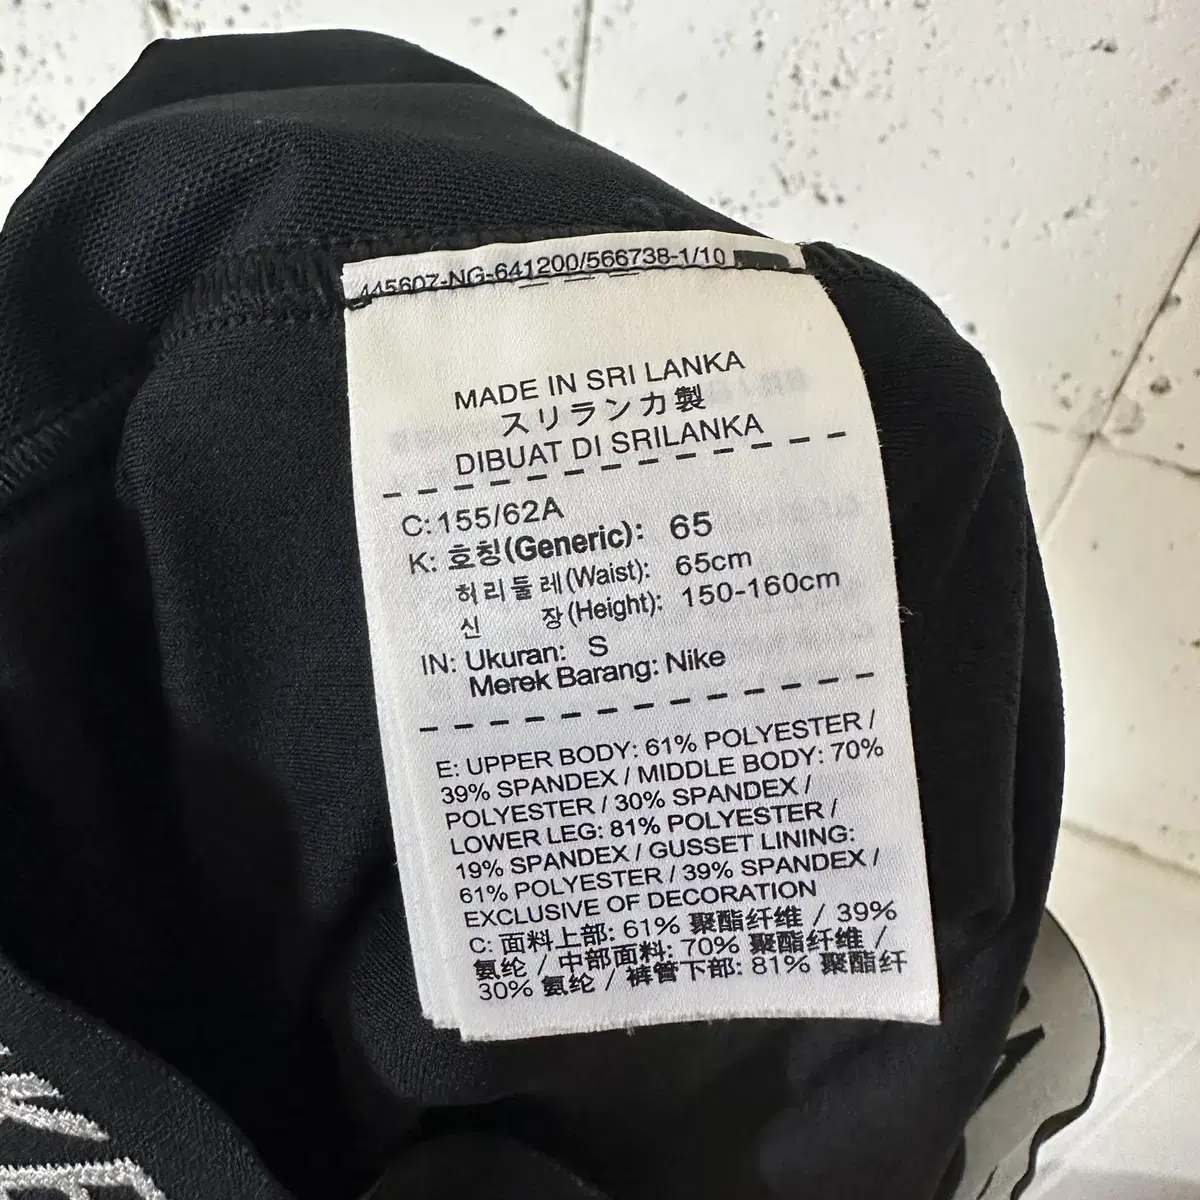 445607-NG-641200/566738-1/10
MADE IN SRI LANKA
スリランカ製
DIBUAT DI SRILANKA
C: 155/62A
K: 호칭(Generic): 65
허리둘레(Waist): 65cm
신 장(Height): 150-160cm
IN: Ukuran: S
Merek Barang: Nike
E: UPPER BODY: 61% POLYESTER /
39% SPANDEX / MIDDLE BODY: 70%
POLYESTER / 30% SPANDEX /
LOWER LEG: 81% POLYESTER /
19% SPANDEX / GUSSET LINING:
61% POLYESTER / 39% SPANDEX /
EXCLUSIVE OF DECORATION
C: 面料上部: 61% 聚酯纤维 / 39%
氨纶 / 中部面料: 70% 聚酯纤维 /
30% 氨纶 / 裤管下部: 81% 聚酯纤